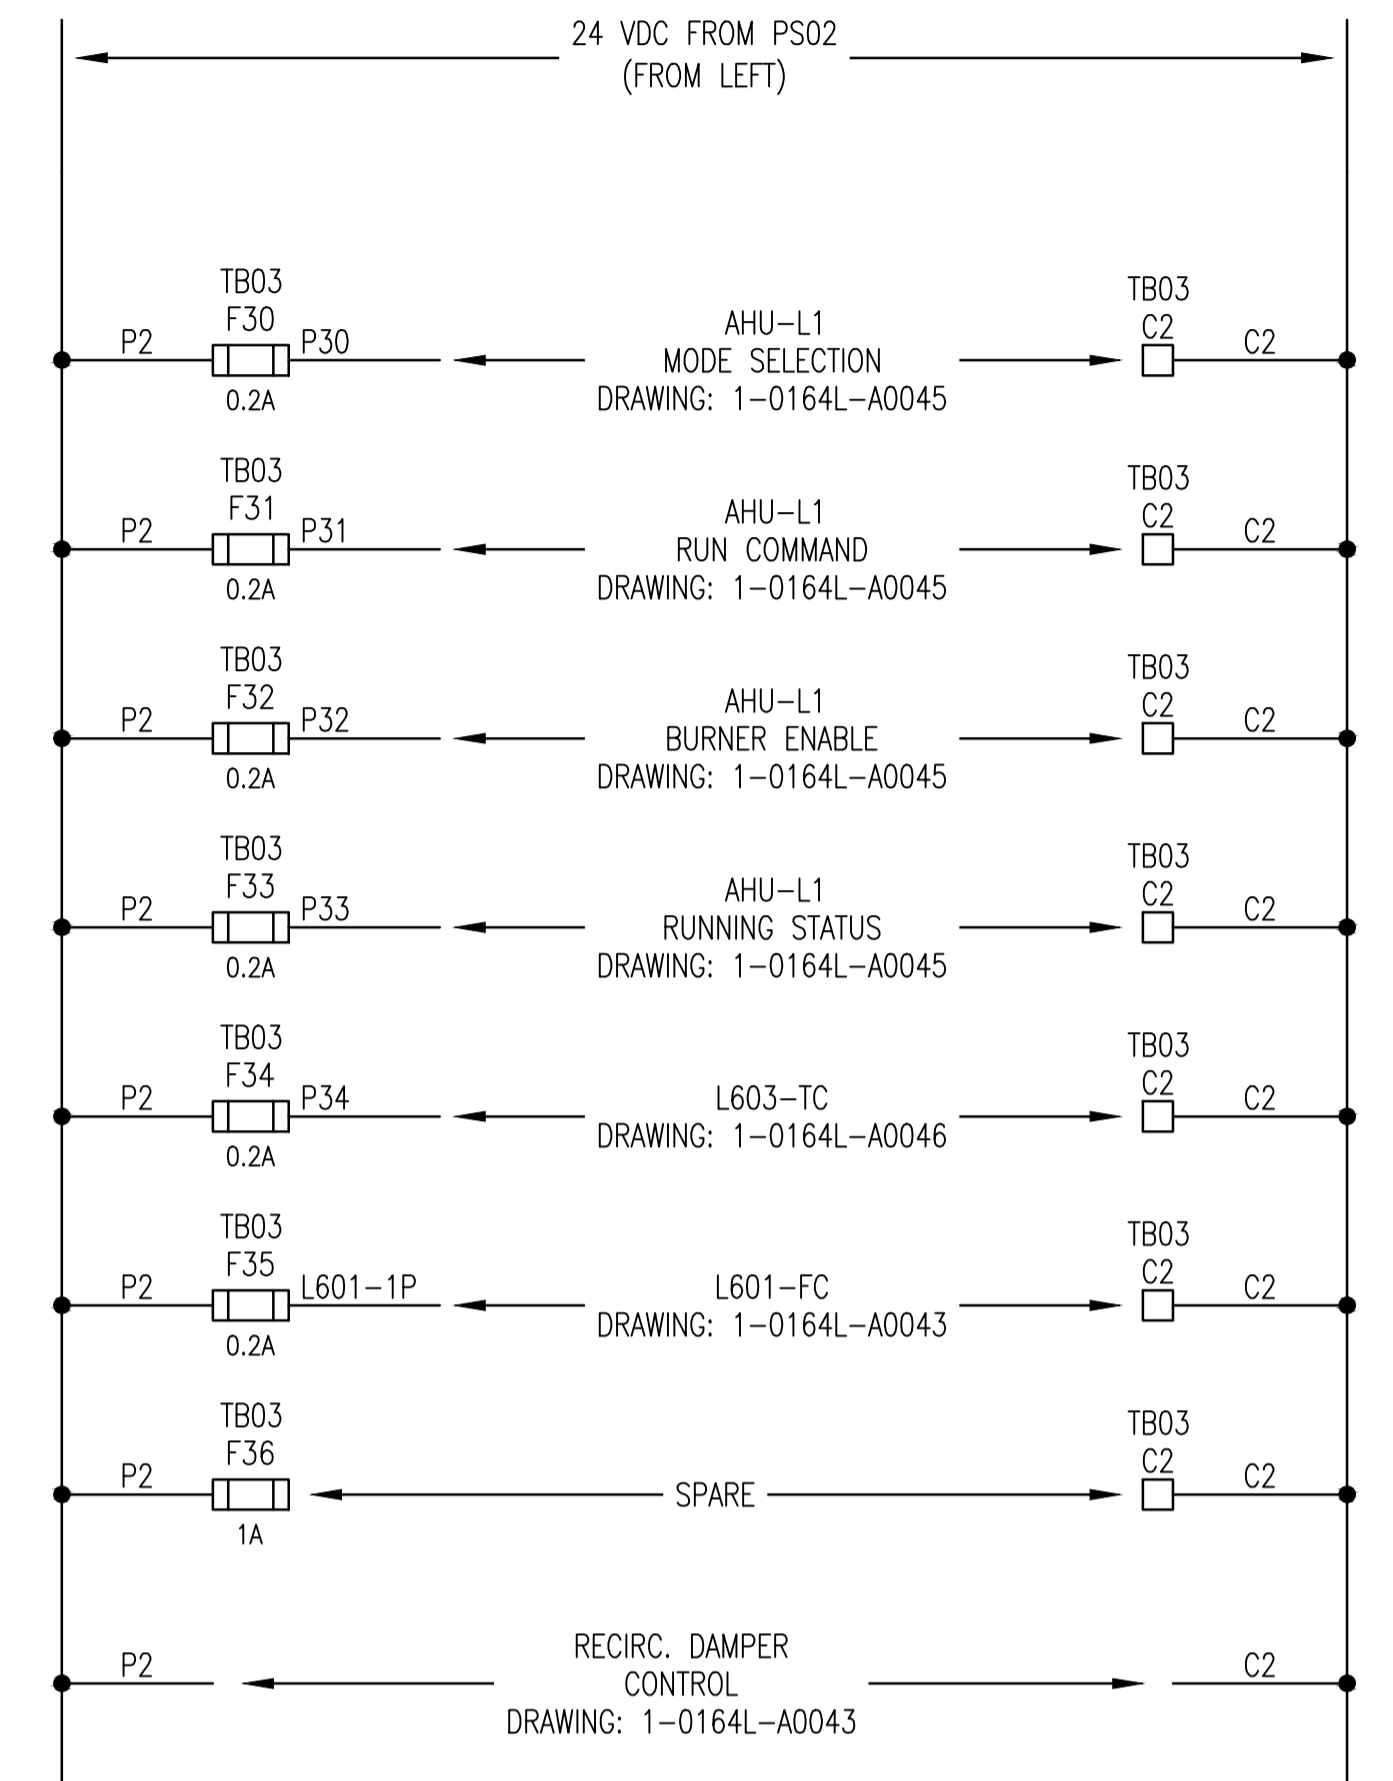 24 VDC FROM PS02
(FROM LEFT)
TB03
F30
P2
P30
0.2A
AHU-L1
MODE SELECTION
DRAWING: 1-0164L-A0045
TB03
C2
C2
TB03
F31
P2
P31
0.2A
AHU-L1
RUN COMMAND
DRAWING: 1-0164L-A0045
TB03
C2
C2
TB03
F32
P2
P32
0.2A
AHU-L1
BURNER ENABLE
DRAWING: 1-0164L-A0045
TB03
C2
C2
TB03
F33
P2
P33
0.2A
AHU-L1
RUNNING STATUS
DRAWING: 1-0164L-A0045
TB03
C2
C2
TB03
F34
P2
P34
0.2A
L603-TC
DRAWING: 1-0164L-A0046
TB03
C2
C2
TB03
F35
P2
L601-1P
0.2A
L601-FC
DRAWING: 1-0164L-A0043
TB03
C2
C2
TB03
F36
P2
1A
SPARE
TB03
C2
C2
P2
RECIRC. DAMPER
CONTROL
DRAWING: 1-0164L-A0043
C2